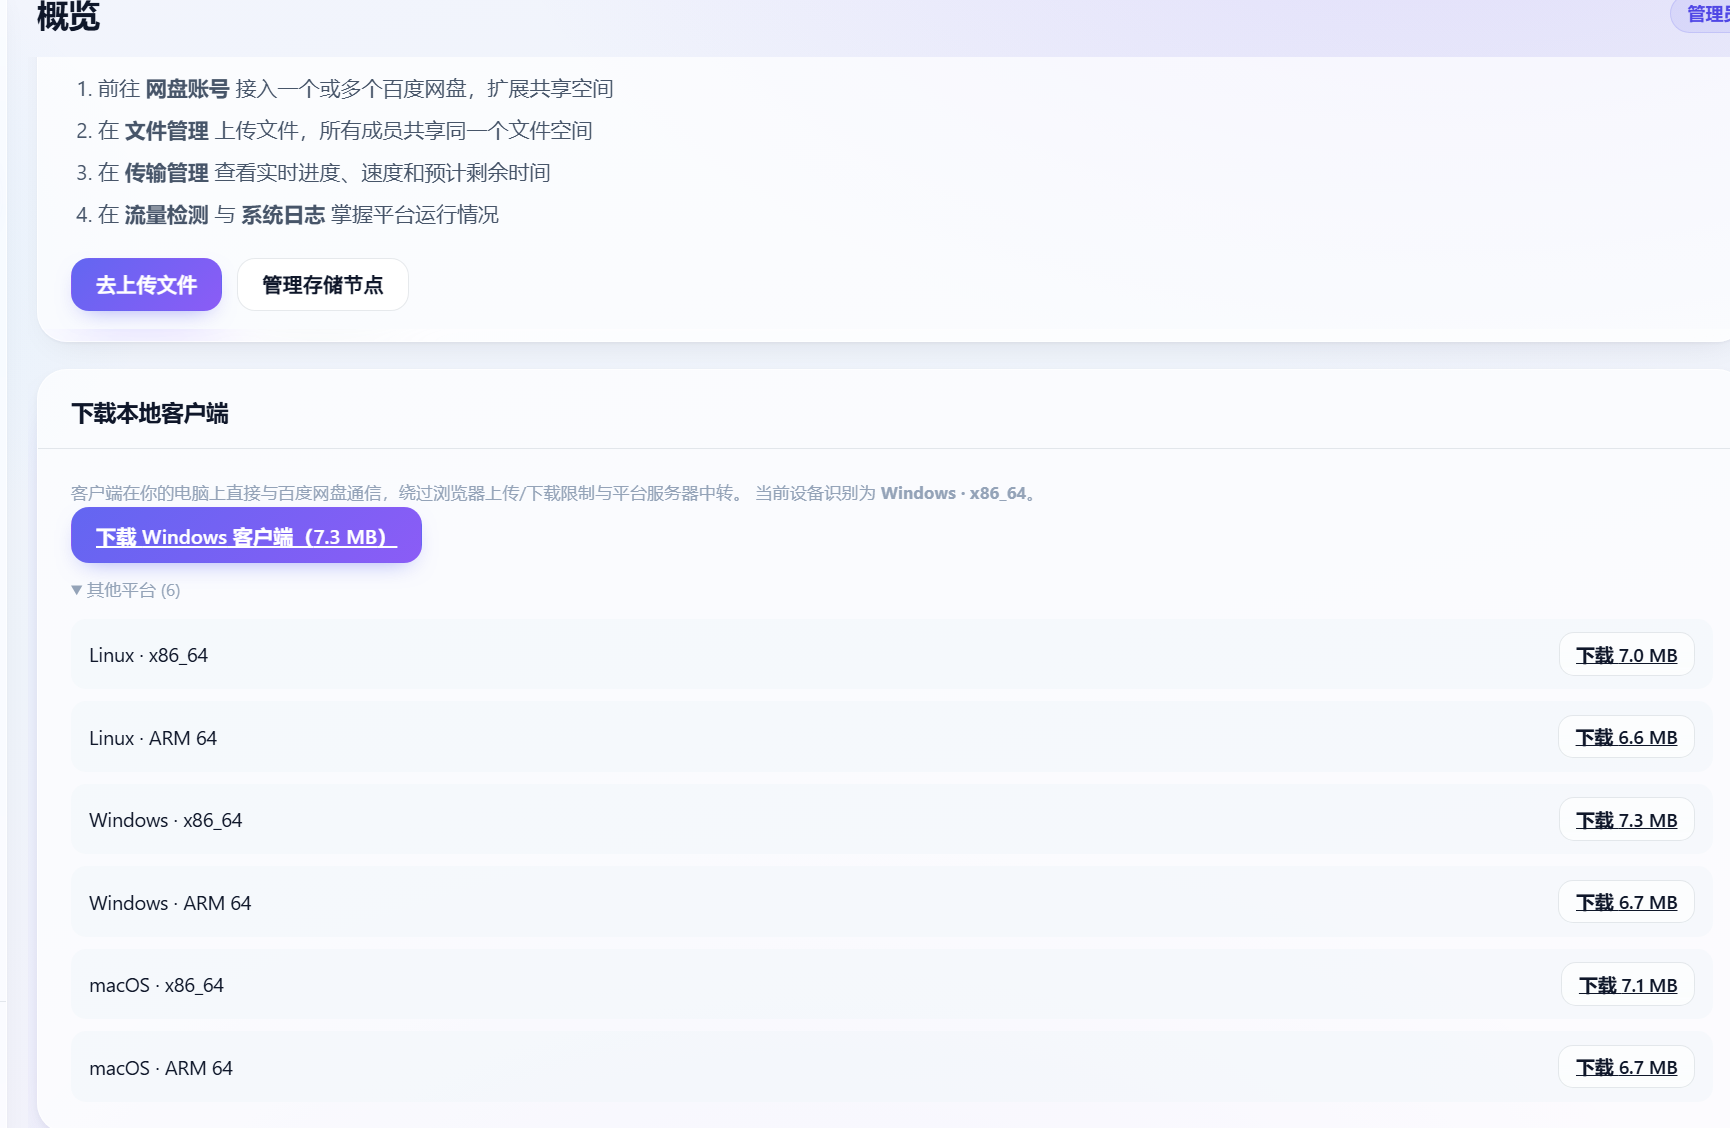 概览
管理员
1. 前往 网盘账号 接入一个或多个百度网盘，扩展共享空间
2. 在 文件管理 上传文件，所有成员共享同一个文件空间
3. 在 传输管理 查看实时进度、速度和预计剩余时间
4. 在 流量检测 与 系统日志 掌握平台运行情况
去上传文件
管理存储节点
下载本地客户端
客户端在你的电脑上直接与百度网盘通信，绕过浏览器上传/下载限制与平台服务器中转。 当前设备识别为 Windows · x86_64。
下载 Windows 客户端（7.3 MB）
▼ 其他平台 (6)
Linux · x86_64
下载 7.0 MB
Linux · ARM 64
下载 6.6 MB
Windows · x86_64
下载 7.3 MB
Windows · ARM 64
下载 6.7 MB
macOS · x86_64
下载 7.1 MB
macOS · ARM 64
下载 6.7 MB